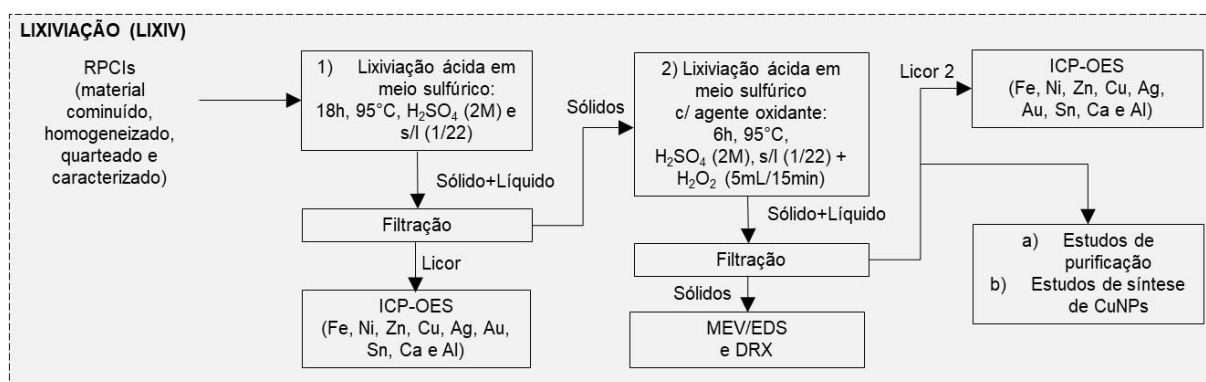 LIXIVIAÇÃO (LIXIV)
RPCIs
(material
cominuído,
homogeneizado,
quarteado e
caracterizado)
1) Lixiviação ácida em
meio sulfúrico:
18h, 95°C, H₂SO₄ (2M) e
s/l (1/22)
Sólido+Líquido
Filtração
Licor
ICP-OES
(Fe, Ni, Zn, Cu, Ag, Au,
Sn, Ca e Al)
Sólidos
2) Lixiviação ácida em
meio sulfúrico
c/ agente oxidante:
6h, 95°C,
H₂SO₄ (2M), s/l (1/22) +
H₂O₂ (5mL/15min)
Sólido+Líquido
Filtração
Sólidos
MEV/EDS
e DRX
Licor 2
ICP-OES
(Fe, Ni, Zn, Cu, Ag,
Au, Sn, Ca e Al)
a) Estudos de
purificação
b) Estudos de síntese
de CuNPs